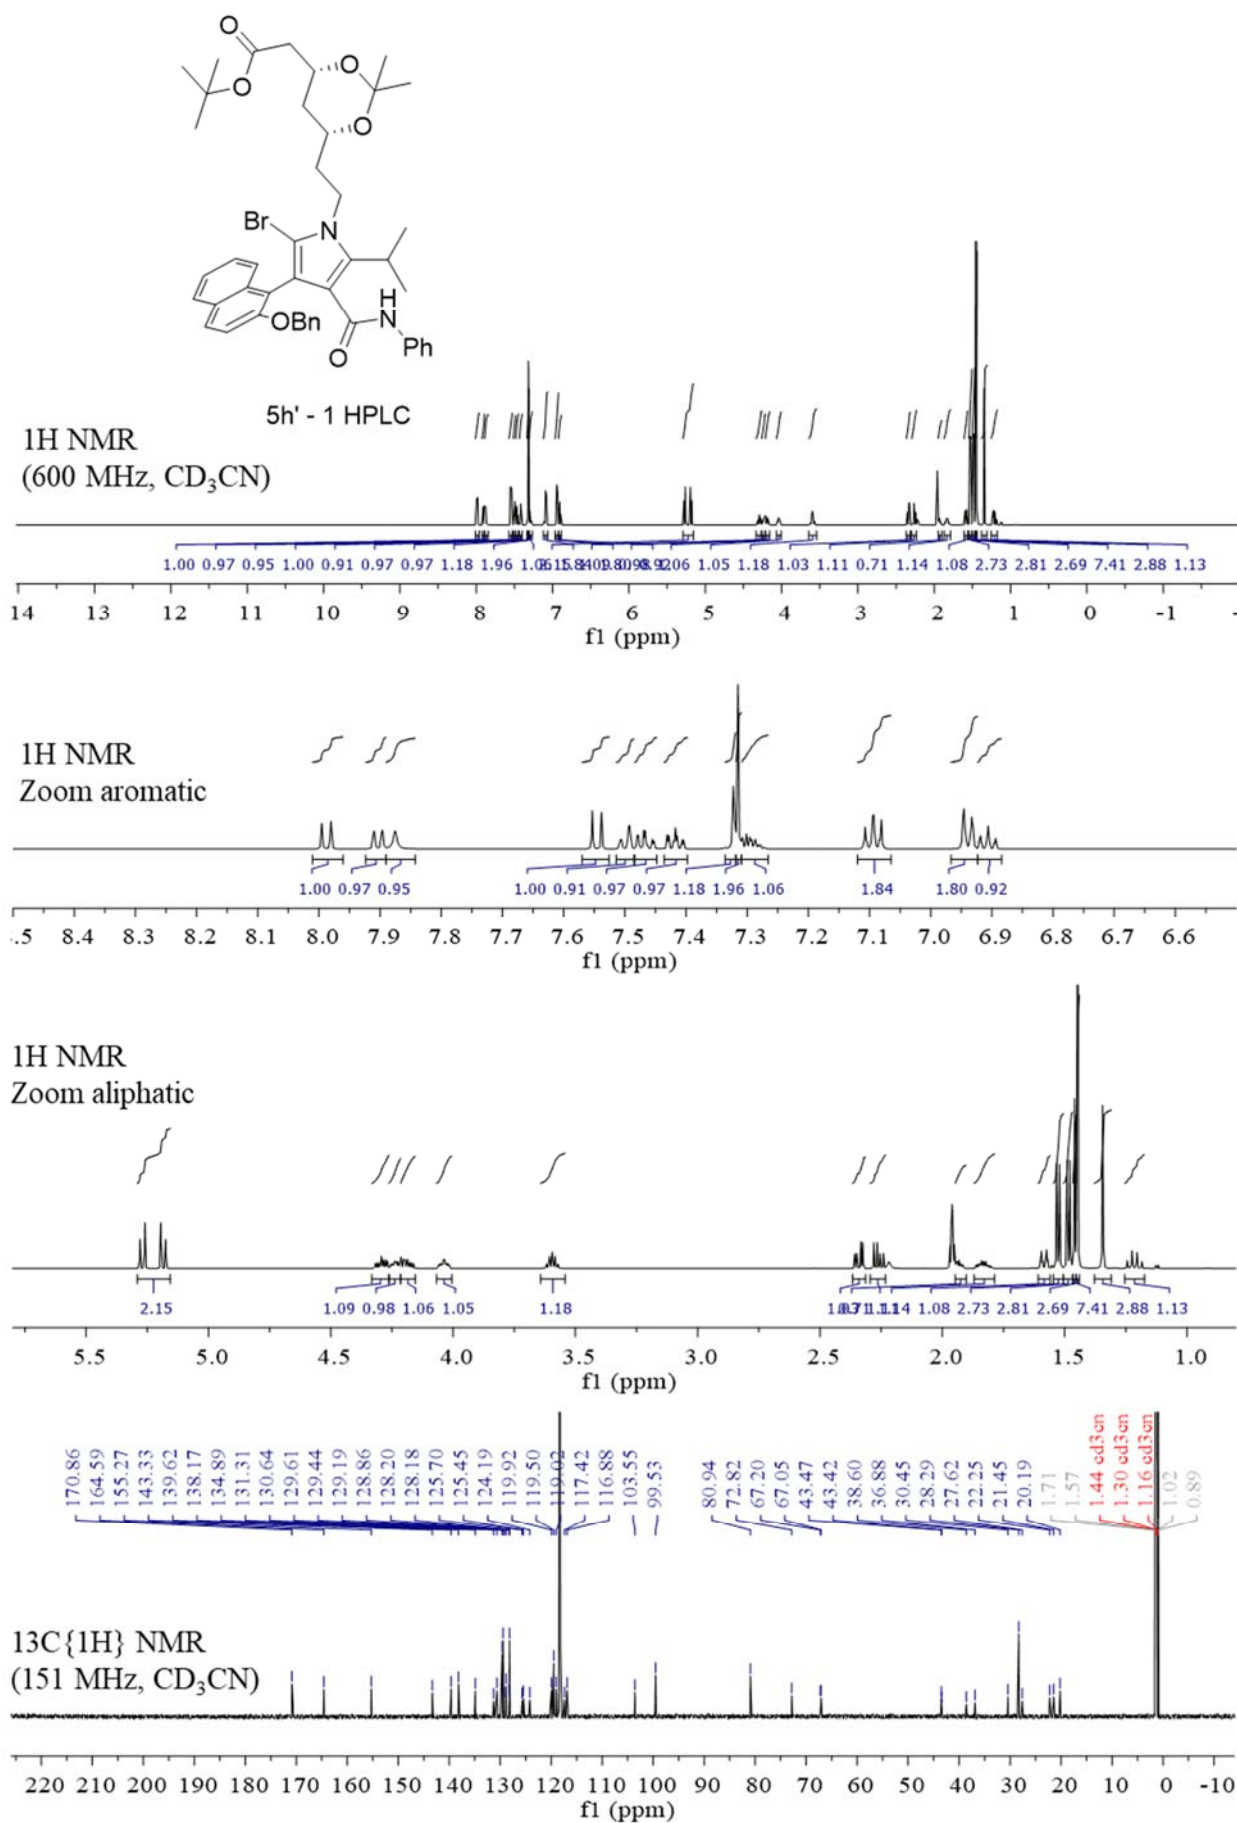 O
O
O
O
Br
N
H
N
OBn
O
Ph
5h' - 1 HPLC
1H NMR
(600 MHz, CD3CN)
1.00 0.97 0.95 1.00 0.91 0.97 0.97 1.18 1.96 1.05 1.18 1.03 1.11 0.71 1.14 1.08 2.73 2.81 2.69 7.41 2.88 1.13
14 13 12 11 10 9 8 7 6 5 4 3 2 1 0 -1
f1 (ppm)
1H NMR
Zoom aromatic
1.00 0.97 0.95 1.00 0.91 0.97 0.97 1.18 1.96 1.06 1.84 1.80 0.92
8.4 8.3 8.2 8.1 8.0 7.9 7.8 7.7 7.6 7.5 7.4 7.3 7.2 7.1 7.0 6.9 6.8 6.7 6.6
f1 (ppm)
1H NMR
Zoom aliphatic
2.15 1.09 0.98 1.06 1.05 1.18 1.14 1.08 2.73 2.81 2.69 7.41 2.88 1.13
5.5 5.0 4.5 4.0 3.5 3.0 2.5 2.0 1.5 1.0
f1 (ppm)
170.86 164.59 155.27 143.33 139.62 138.17 134.89 131.31 130.64 129.61 129.44 129.19 128.86 128.20 128.18 125.70 125.45 124.19 119.92 119.50 119.02 117.42 116.88 103.55 99.53 80.94 72.82 67.20 67.05 43.47 43.42 38.60 36.88 30.45 28.29 27.62 22.25 21.45 20.19 1.71 1.57 1.44 cd3cn 1.30 cd3cn 1.16 cd3cn 1.02 0.89
13C{1H} NMR
(151 MHz, CD3CN)
220 210 200 190 180 170 160 150 140 130 120 110 100 90 80 70 60 50 40 30 20 10 0 -10
f1 (ppm)